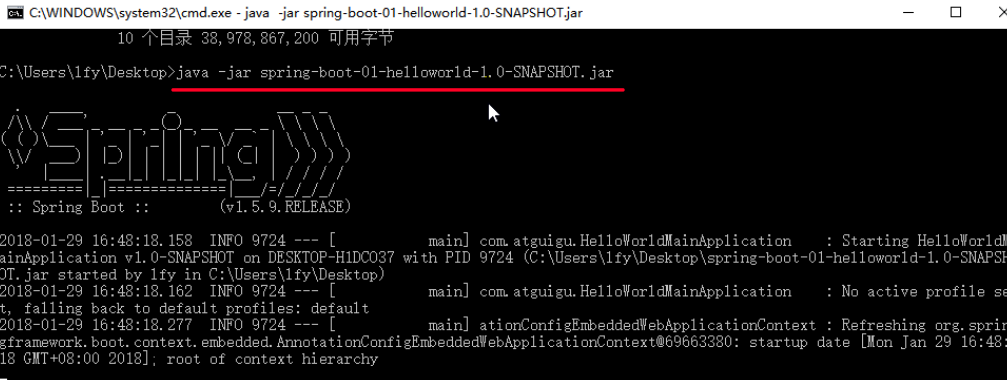 C:\WINDOWS\system32\cmd.exe - java  -jar spring-boot-01-helloworld-1.0-SNAPSHOT.jar
10 个目录 38,978,867,200 可用字节
C:\Users\lfy\Desktop>java -jar spring-boot-01-helloworld-1.0-SNAPSHOT.jar
Spring
:: Spring Boot ::        (v1.5.9.RELEASE)
2018-01-29 16:48:18.158  INFO 9724 --- [           main] com.atguigu.HelloWorldMainApplication    : Starting HelloWorldM
ainApplication v1.0-SNAPSHOT on DESKTOP-H1DCO37 with PID 9724 (C:\Users\lfy\Desktop\spring-boot-01-helloworld-1.0-SNAPSH
OT.jar started by lfy in C:\Users\lfy\Desktop)
2018-01-29 16:48:18.162  INFO 9724 --- [           main] com.atguigu.HelloWorldMainApplication    : No active profile se
t, falling back to default profiles: default
2018-01-29 16:48:18.277  INFO 9724 --- [           main] ationConfigEmbeddedWebApplicationContext : Refreshing org.sprin
gframework.boot.context.embedded.AnnotationConfigEmbeddedWebApplicationContext@69663380: startup date [Mon Jan 29 16:48:
18 GMT+08:00 2018]; root of context hierarchy